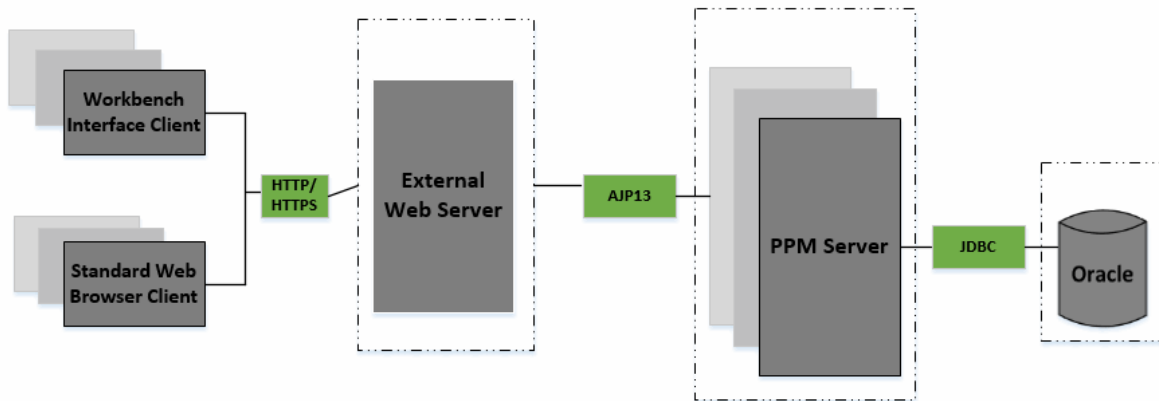 Workbench
Interface Client
HTTP/
HTTPS
Standard Web
Browser Client
External
Web Server
AJP13
PPM Server
JDBC
Oracle